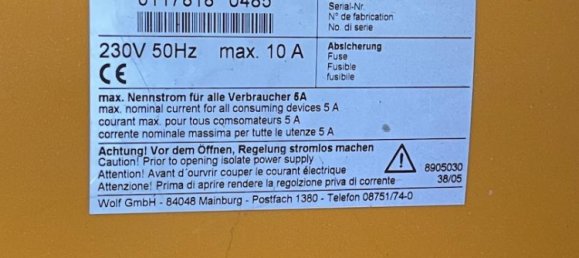 Serial-Nr.
N° de fabrication
No. di serie
230V 50Hz max. 10 A
Absicherung
Fuse
Fusible
fusibile
CE
max. Nennstrom für alle Verbraucher 5A
max. nominal current for all consuming devices 5 A
courant max. pour tous comsomateurs 5 A
corrente nominale massima per tutte le utenze 5 A
Achtung! Vor dem Öffnen, Regelung stromlos machen
Caution! Prior to opening isolate power supply
Attention! Avant d´ourvrir couper le courant électrique
Attenzione! Prima di aprire rendere la regolzione priva di corrente
8905030
38/05
Wolf GmbH - 84048 Mainburg - Postfach 1380 - Telefon 08751/74-0